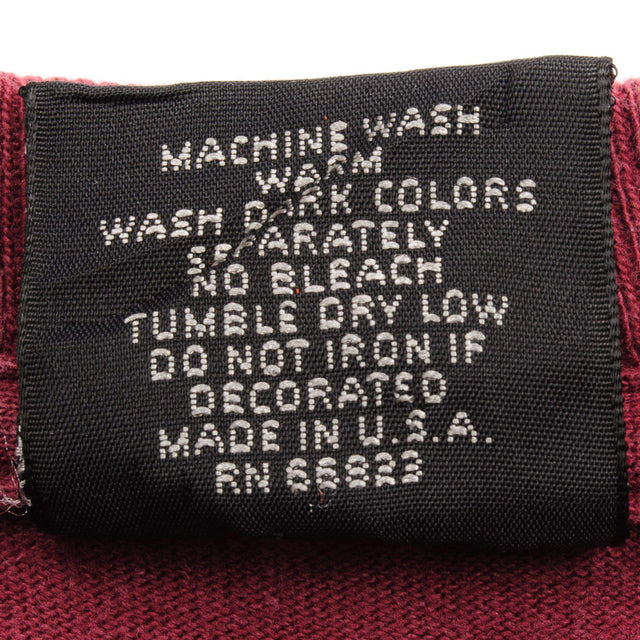 MACHINE WASH
WARM
WASH DARK COLORS
SEPARATELY
NO BLEACH
TUMBLE DRY LOW
DO NOT IRON IF
DECORATED
MADE IN U.S.A.
RN